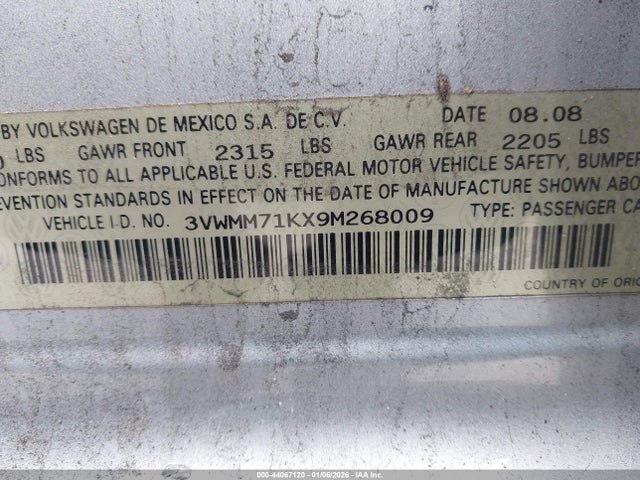 BY VOLKSWAGEN DE MEXICO S.A. DE C.V. DATE 08.08
LBS GAWR FRONT 2315 LBS GAWR REAR 2205 LBS
CONFORMS TO ALL APPLICABLE U.S. FEDERAL MOTOR VEHICLE SAFETY, BUMPER
EVENTION STANDARDS IN EFFECT ON THE DATE OF MANUFACTURE SHOWN ABO
VEHICLE I-D. NO. 3VWMM71KX9M268009 TYPE: PASSENGER CA
COUNTRY OF ORIG
000-44067120 - 01/06/2026 - IAA Inc.